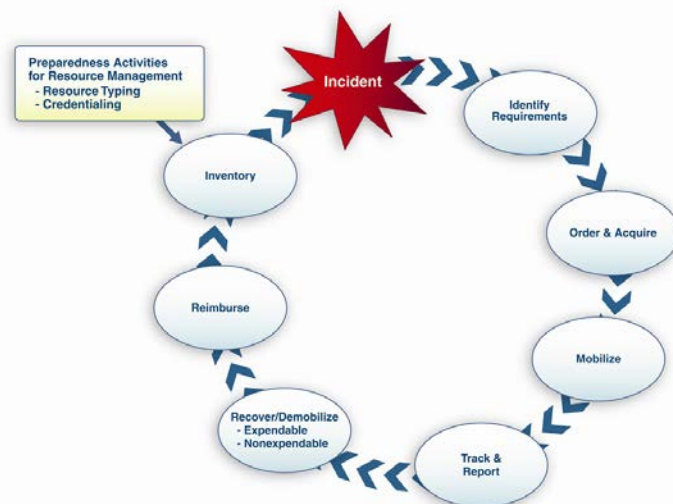 Preparedness Activities
for Resource Management
- Resource Typing
- Credentialing
Incident
Identify
Requirements
Order & Acquire
Mobilize
Track &
Report
Recover/Demobilize
- Expendable
- Nonexpendable
Reimburse
Inventory